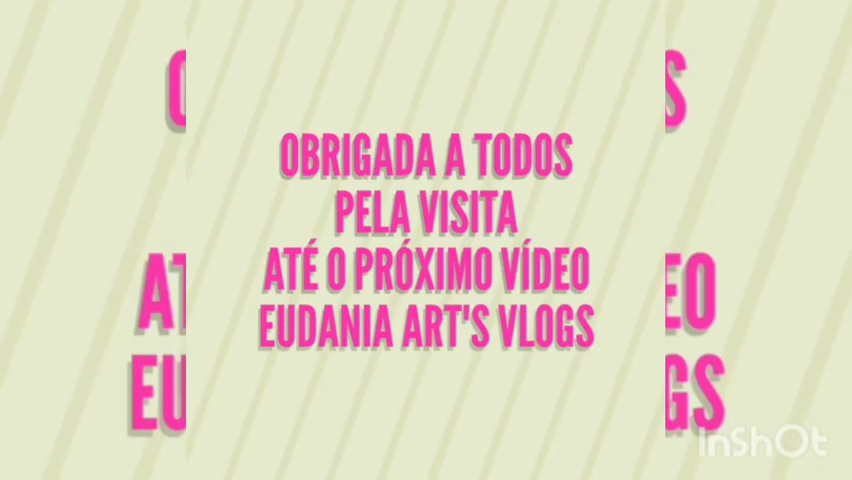 OBRIGADA A TODOS
PELA VISITA
ATÉ O PRÓXIMO VÍDEO
EUDANIA ART'S VLOGS
InShOt